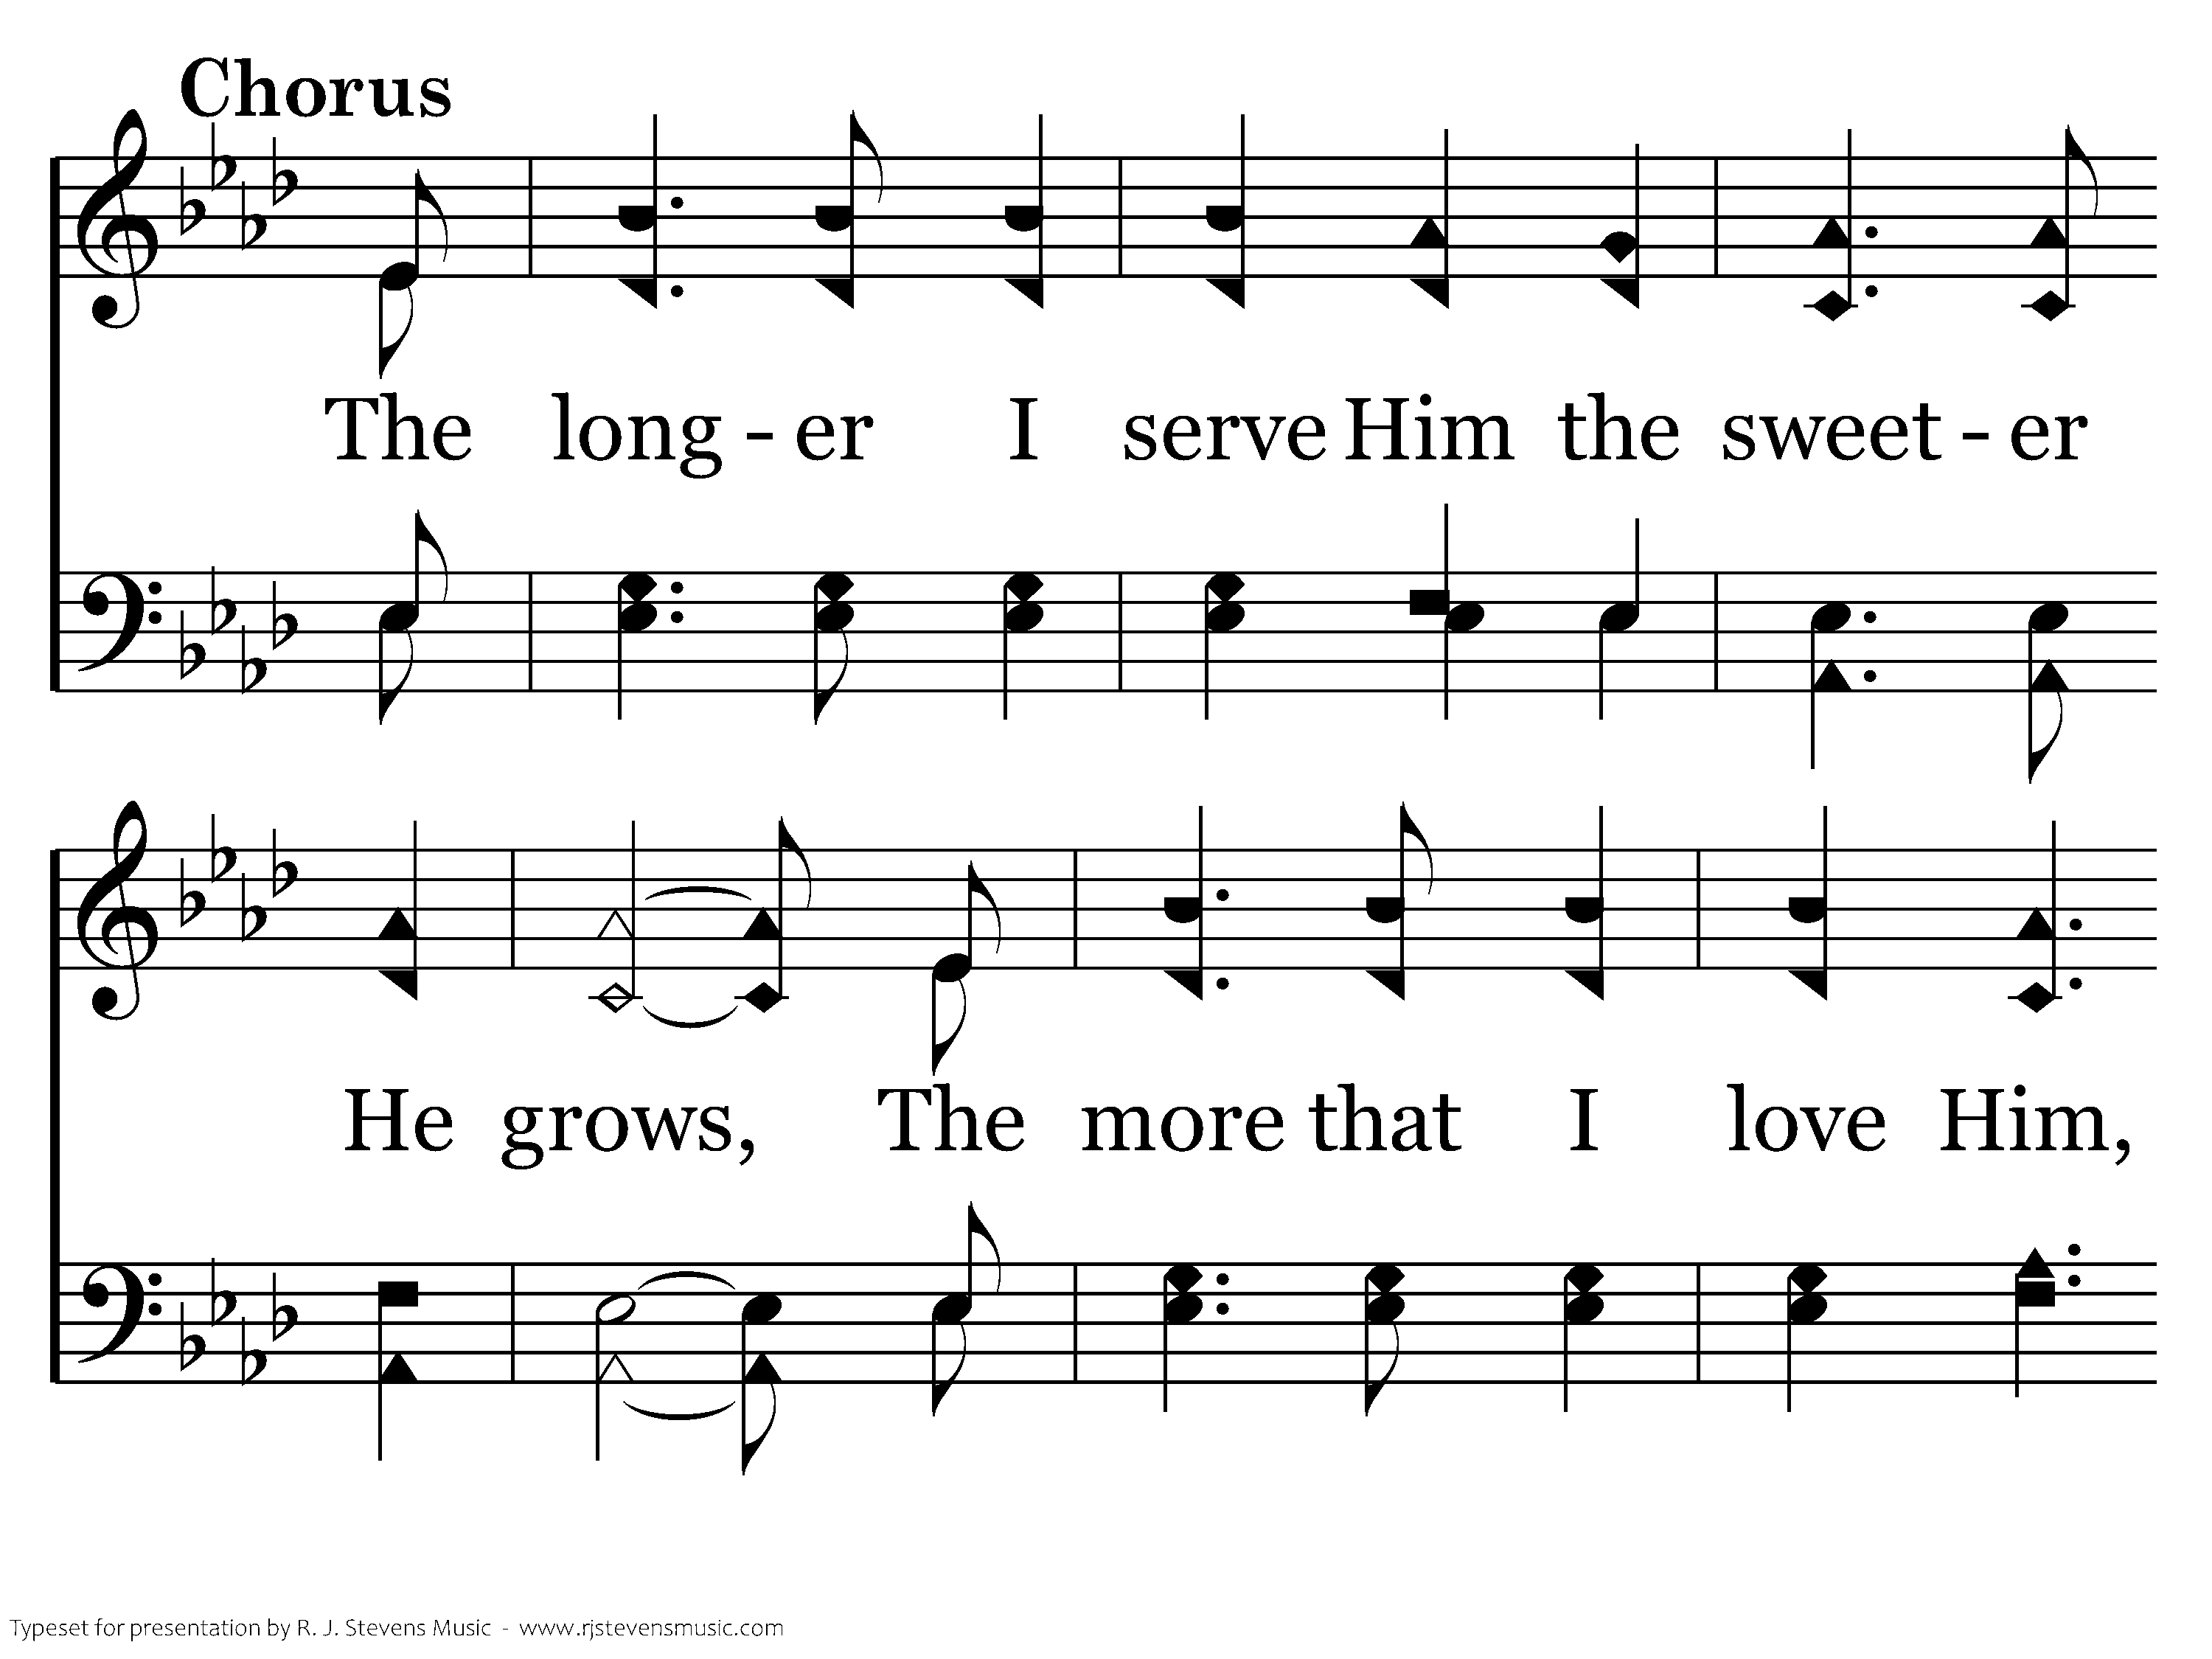 Chorus
The long - er I serve Him the sweet - er
He grows, The more that I love Him,
Typeset for presentation by R. J. Stevens Music - www.rjstevensmusic.com